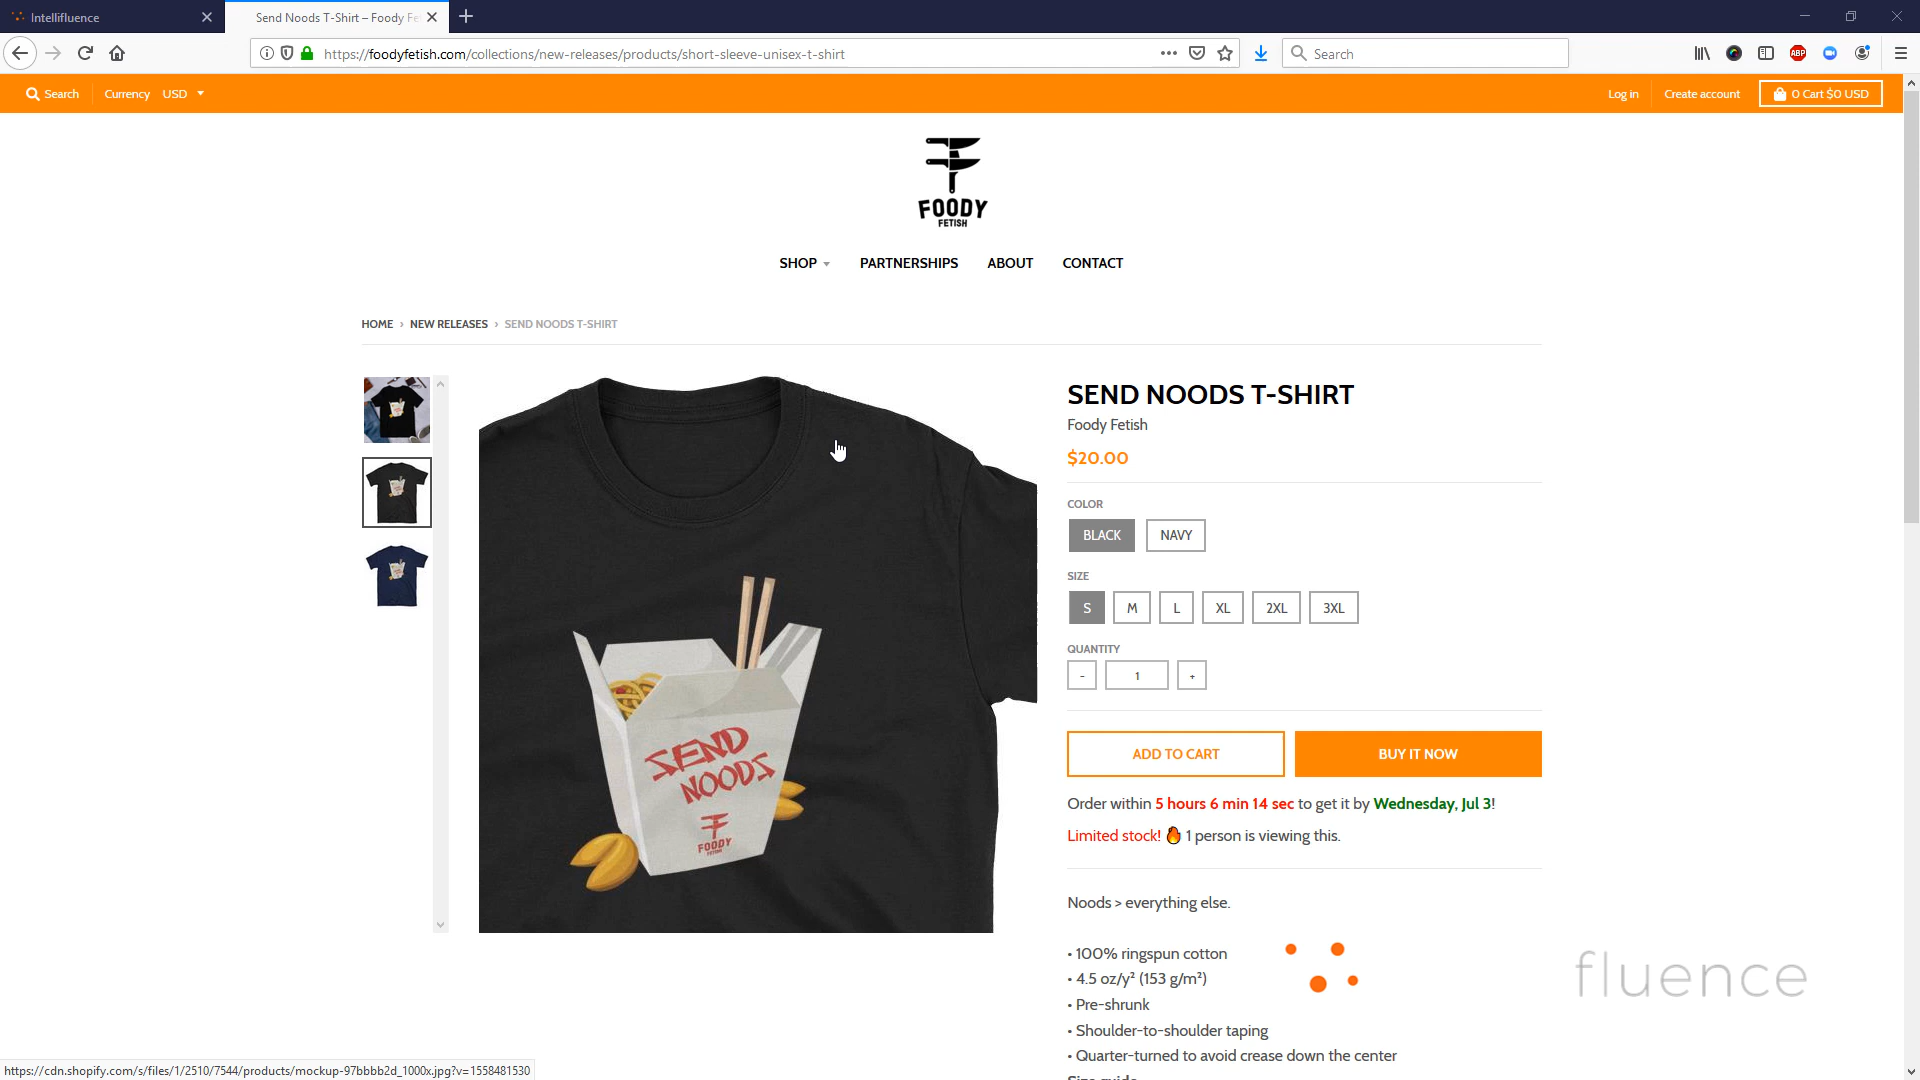 Intellifluence
Send Noods T-Shirt – Foody Fe
https://foodyfetish.com/collections/new-releases/products/short-sleeve-unisex-t-shirt
Search
ABP
Search
Currency USD
Log in
Create account
0 Cart $0 USD
FOODY
FETISH
SHOP
PARTNERSHIPS
ABOUT
CONTACT
HOME › NEW RELEASES › SEND NOODS T-SHIRT
SEND NOODS T-SHIRT
Foody Fetish
$20.00
COLOR
BLACK
NAVY
SIZE
S
M
L
XL
2XL
3XL
QUANTITY
-
1
+
ADD TO CART
BUY IT NOW
SEND
NOODS
FOODY
FETISH
Order within 5 hours 6 min 14 sec to get it by Wednesday, Jul 3!
Limited stock! 🔥 1 person is viewing this.
Noods > everything else.
• 100% ringspun cotton
• 4.5 oz/y² (153 g/m²)
• Pre-shrunk
• Shoulder-to-shoulder taping
• Quarter-turned to avoid crease down the center
Size guide
fluence
https://cdn.shopify.com/s/files/1/2510/7544/products/mockup-97bbbb2d_1000x.jpg?v=1558481530